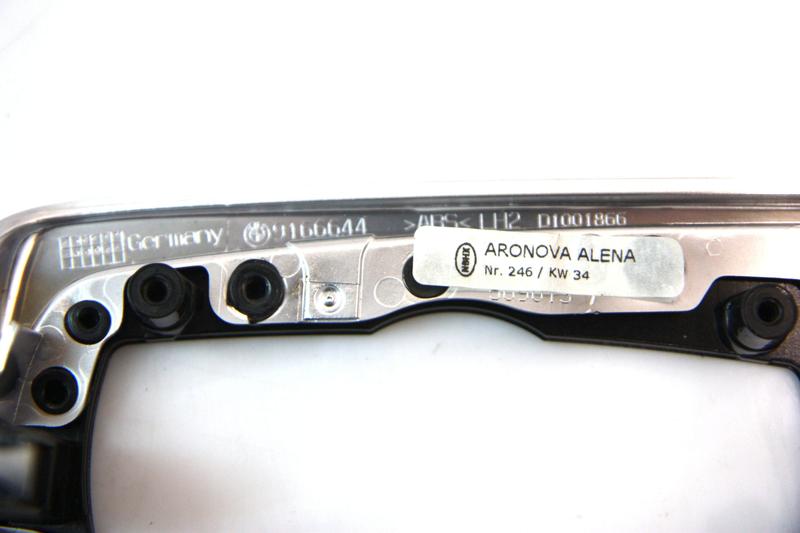 Germany 9166644 >ABS< LH2 D1001866
ARONOVA ALENA
Nr. 246 / KW 34